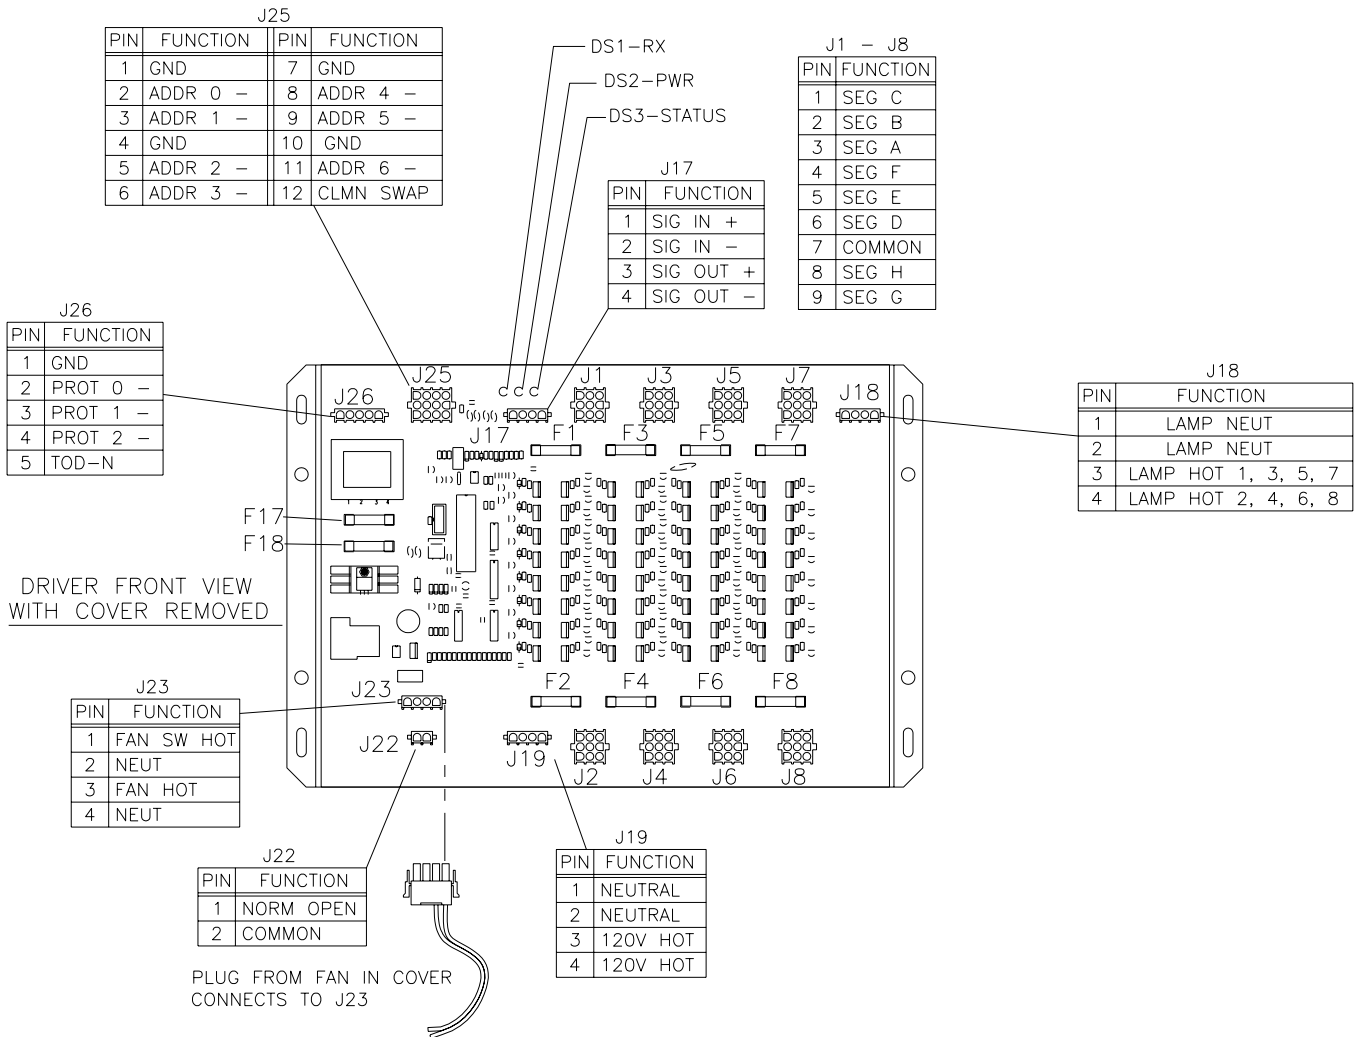 J25
PIN FUNCTION PIN FUNCTION
1 GND 7 GND
2 ADDR 0 – 8 ADDR 4 –
3 ADDR 1 – 9 ADDR 5 –
4 GND 10 GND
5 ADDR 2 – 11 ADDR 6 –
6 ADDR 3 – 12 CLMN SWAP
DS1–RX
DS2–PWR
DS3–STATUS
J1 – J8
PIN FUNCTION
1 SEG C
2 SEG B
3 SEG A
4 SEG F
5 SEG E
6 SEG D
7 COMMON
8 SEG H
9 SEG G
J17
PIN FUNCTION
1 SIG IN +
2 SIG IN –
3 SIG OUT +
4 SIG OUT –
J26
PIN FUNCTION
1 GND
2 PROT 0 –
3 PROT 1 –
4 PROT 2 –
5 TOD–N
J18
PIN FUNCTION
1 LAMP NEUT
2 LAMP NEUT
3 LAMP HOT 1, 3, 5, 7
4 LAMP HOT 2, 4, 6, 8
J26 J25 J1 J3 J5 J7 J18
J17 F1 F3 F5 F7
1 2 3 4
F17
F18
DRIVER FRONT VIEW
WITH COVER REMOVED
F2 F4 F6 F8
J23
J22 J19 J2 J4 J6 J8
J23
PIN FUNCTION
1 FAN SW HOT
2 NEUT
3 FAN HOT
4 NEUT
J22
PIN FUNCTION
1 NORM OPEN
2 COMMON
J19
PIN FUNCTION
1 NEUTRAL
2 NEUTRAL
3 120V HOT
4 120V HOT
PLUG FROM FAN IN COVER
CONNECTS TO J23